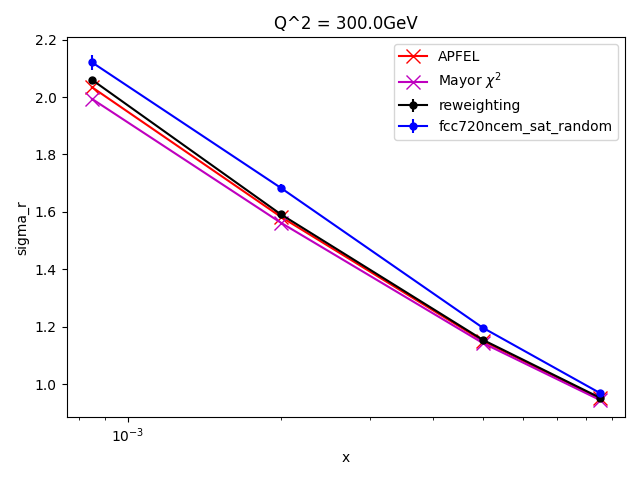 Q^2 = 300.0GeV
APFEL
Mayor χ²
reweighting
fcc720ncem_sat_random
2.2
2.0
1.8
1.6
1.4
1.2
1.0
sigma_r
10⁻³
x